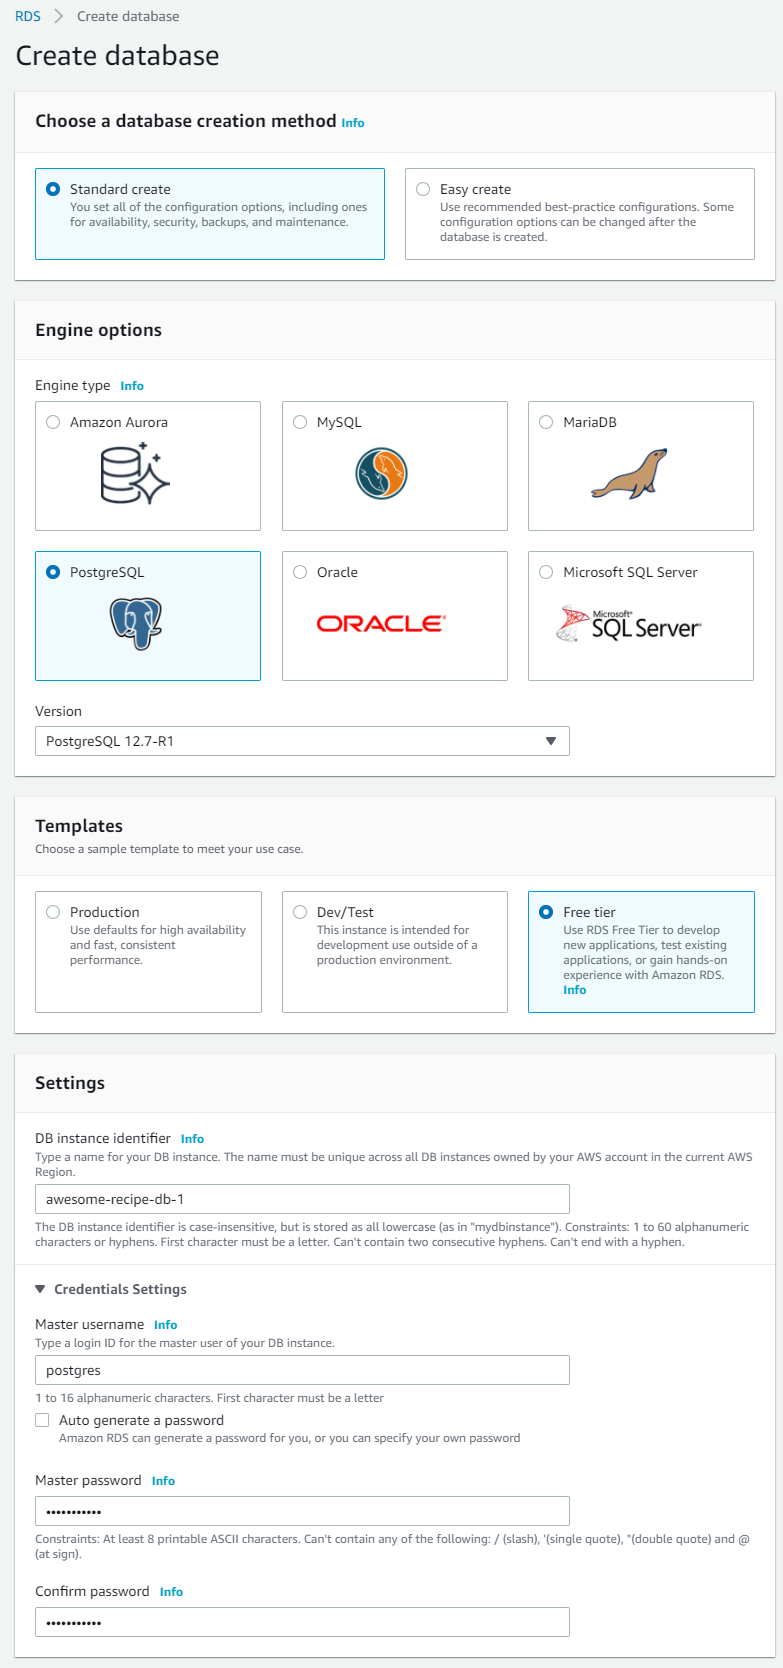 RDS > Create database
Create database
Choose a database creation method Info
Standard create
You set all of the configuration options, including ones
for availability, security, backups, and maintenance.
Easy create
Use recommended best-practice configurations. Some
configuration options can be changed after the
database is created.
Engine options
Engine type Info
Amazon Aurora
MySQL
MariaDB
PostgreSQL
Oracle
ORACLE®
Microsoft SQL Server
Microsoft®
SQL Server®
Version
PostgreSQL 12.7-R1
Templates
Choose a sample template to meet your use case.
Production
Use defaults for high availability
and fast, consistent
performance.
Dev/Test
This instance is intended for
development use outside of a
production environment.
Free tier
Use RDS Free Tier to develop
new applications, test existing
applications, or gain hands-on
experience with Amazon RDS.
Info
Settings
DB instance identifier Info
Type a name for your DB instance. The name must be unique across all DB instances owned by your AWS account in the current AWS
Region.
awesome-recipe-db-1
The DB instance identifier is case-insensitive, but is stored as all lowercase (as in "mydbinstance"). Constraints: 1 to 60 alphanumeric
characters or hyphens. First character must be a letter. Can't contain two consecutive hyphens. Can't end with a hyphen.
Credentials Settings
Master username Info
Type a login ID for the master user of your DB instance.
postgres
1 to 16 alphanumeric characters. First character must be a letter
Auto generate a password
Amazon RDS can generate a password for you, or you can specify your own password
Master password Info
•••••••••••
Constraints: At least 8 printable ASCII characters. Can't contain any of the following: / (slash), '(single quote), "(double quote) and @
(at sign).
Confirm password Info
•••••••••••